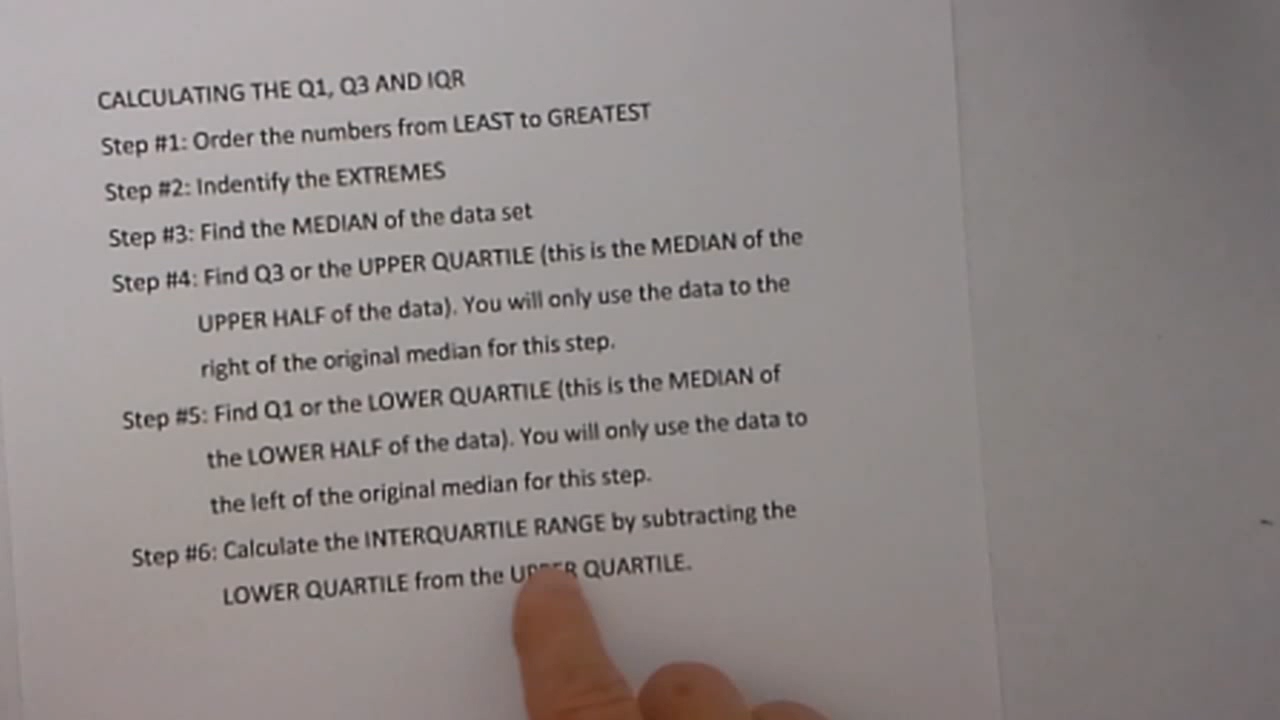 CALCULATING THE Q1, Q3 AND IQR
Step #1: Order the numbers from LEAST to GREATEST
Step #2: Indentify the EXTREMES
Step #3: Find the MEDIAN of the data set
Step #4: Find Q3 or the UPPER QUARTILE (this is the MEDIAN of the
UPPER HALF of the data). You will only use the data to the
right of the original median for this step.
Step #5: Find Q1 or the LOWER QUARTILE (this is the MEDIAN of
the LOWER HALF of the data). You will only use the data to
the left of the original median for this step.
Step #6: Calculate the INTERQUARTILE RANGE by subtracting the
LOWER QUARTILE from the UPPER QUARTILE.